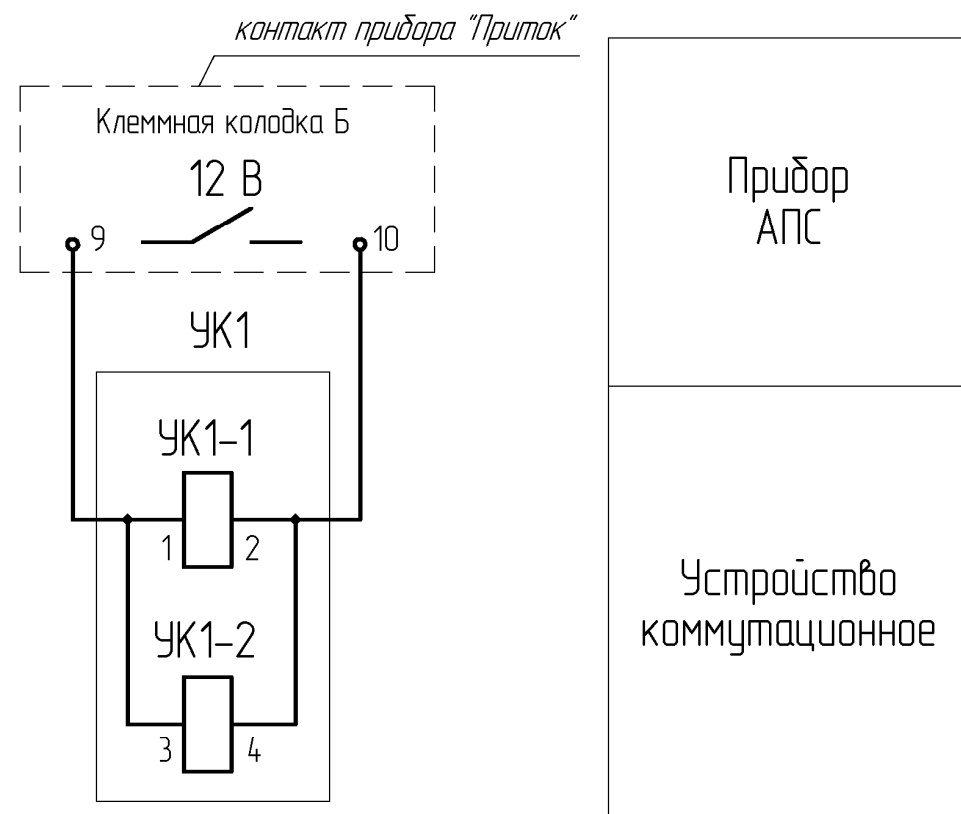 контакт прибора "Приток"
Клеммная колодка Б
12 В
9
10
УК1
УК1-1
1
2
УК1-2
3
4
Прибор
АПС
Устройство
коммутационное